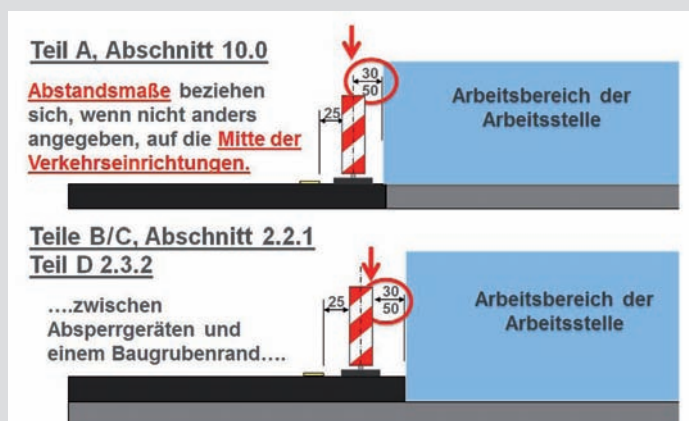 Teil A, Abschnitt 10.0
Abstandsmaße beziehen
sich, wenn nicht anders
angegeben, auf die Mitte der
Verkehrseinrichtungen.
25
30
50
Arbeitsbereich der
Arbeitsstelle
Teile B/C, Abschnitt 2.2.1
Teil D 2.3.2
....zwischen
Absperrgeräten und
einem Baugrubenrand....
25
30
50
Arbeitsbereich der
Arbeitsstelle